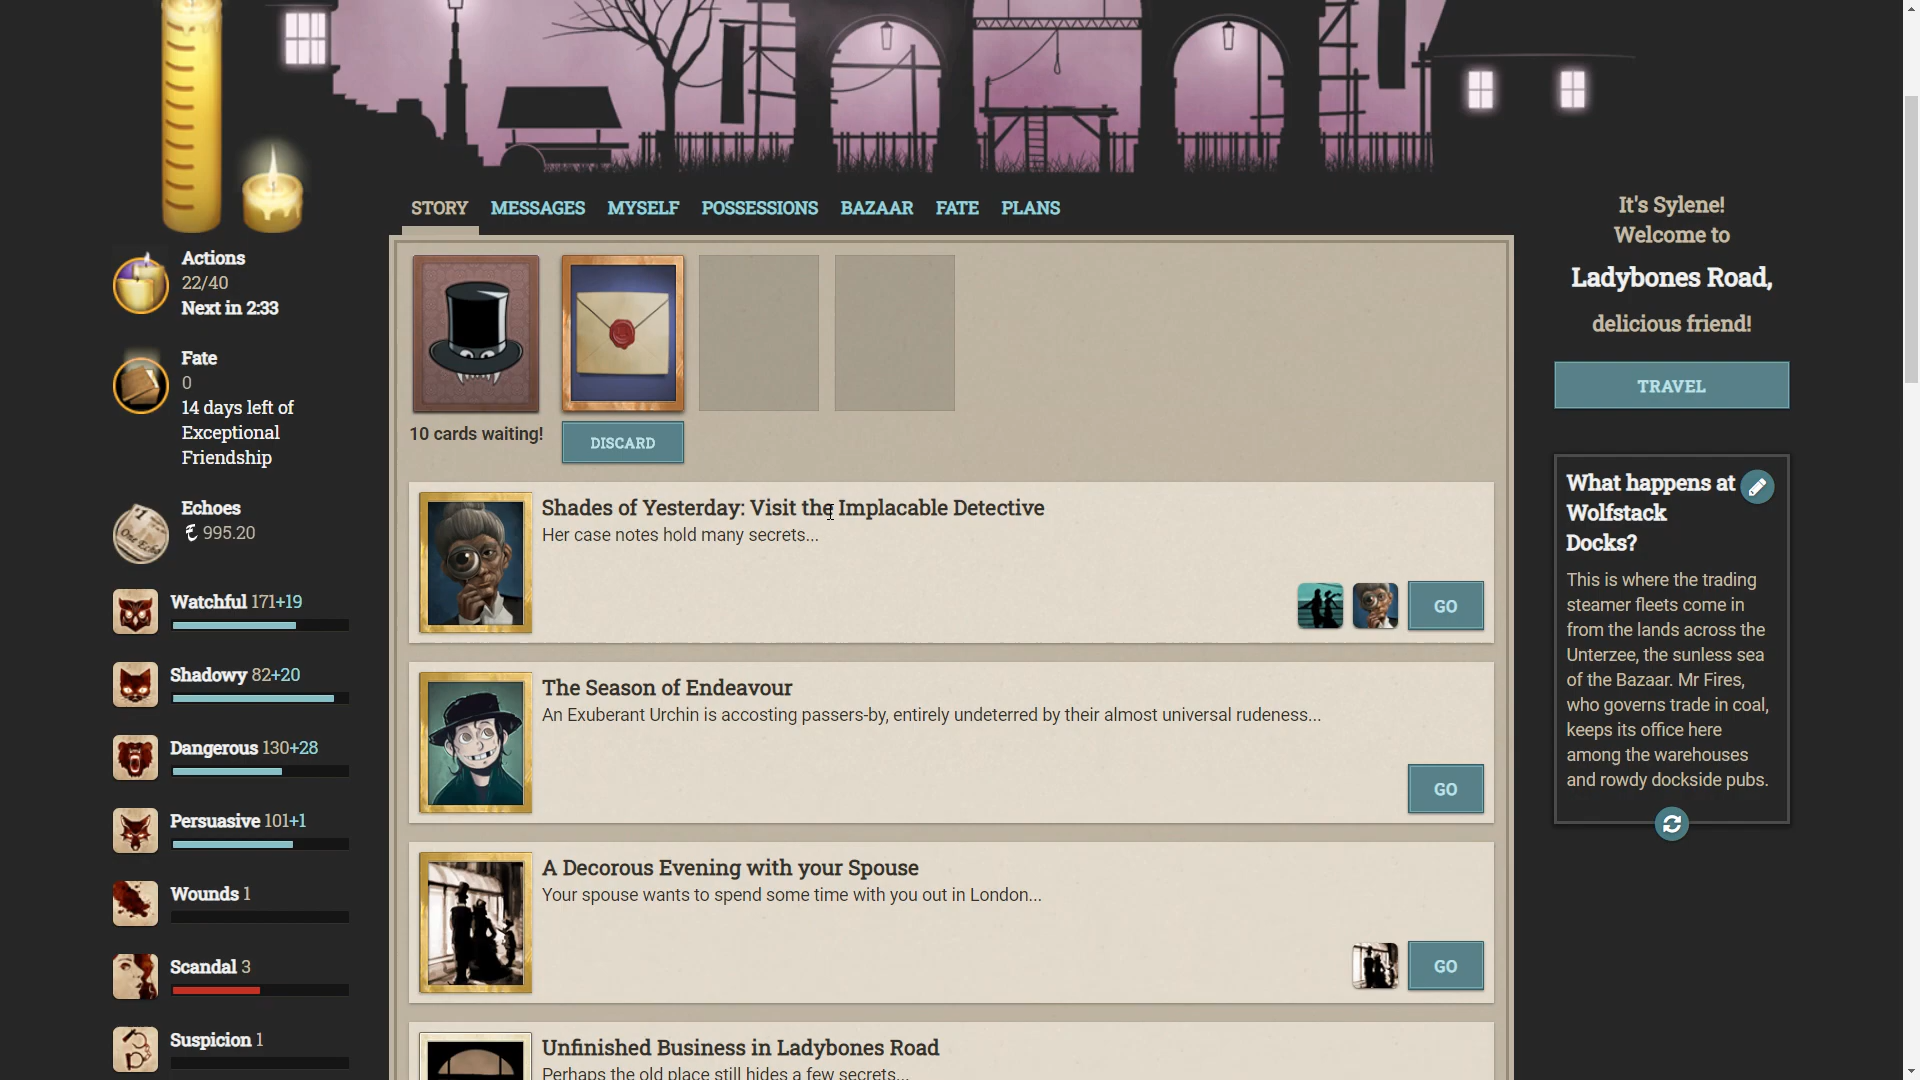 STORY MESSAGES MYSELF POSSESSIONS BAZAAR FATE PLANS
Actions
22/40
Next in 2:33
Fate
0
14 days left of
Exceptional
Friendship
Echoes
995.20
Watchful 171+19
Shadowy 82+20
Dangerous 130+28
Persuasive 101+1
Wounds 1
Scandal 3
Suspicion 1
10 cards waiting!
DISCARD
Shades of Yesterday: Visit the Implacable Detective
Her case notes hold many secrets...
GO
The Season of Endeavour
An Exuberant Urchin is accosting passers-by, entirely undeterred by their almost universal rudeness...
GO
A Decorous Evening with your Spouse
Your spouse wants to spend some time with you out in London...
GO
Unfinished Business in Ladybones Road
Perhaps the old place still hides a few secrets...
It's Sylene!
Welcome to
Ladybones Road,
delicious friend!
TRAVEL
What happens at
Wolfstack
Docks?
This is where the trading
steamer fleets come in
from the lands across the
Unterzee, the sunless sea
of the Bazaar. Mr Fires,
who governs trade in coal,
keeps its office here
among the warehouses
and rowdy dockside pubs.